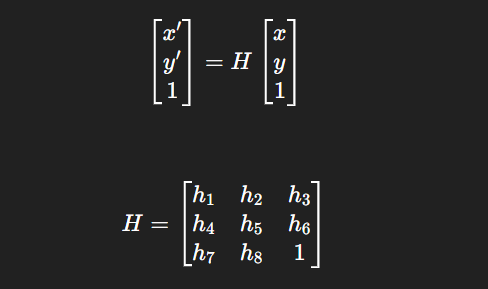 [x′ y′ 1] = H [x y 1]
H = [h₁ h₂ h₃
h₄ h₅ h₆
h₇ h₈ 1]